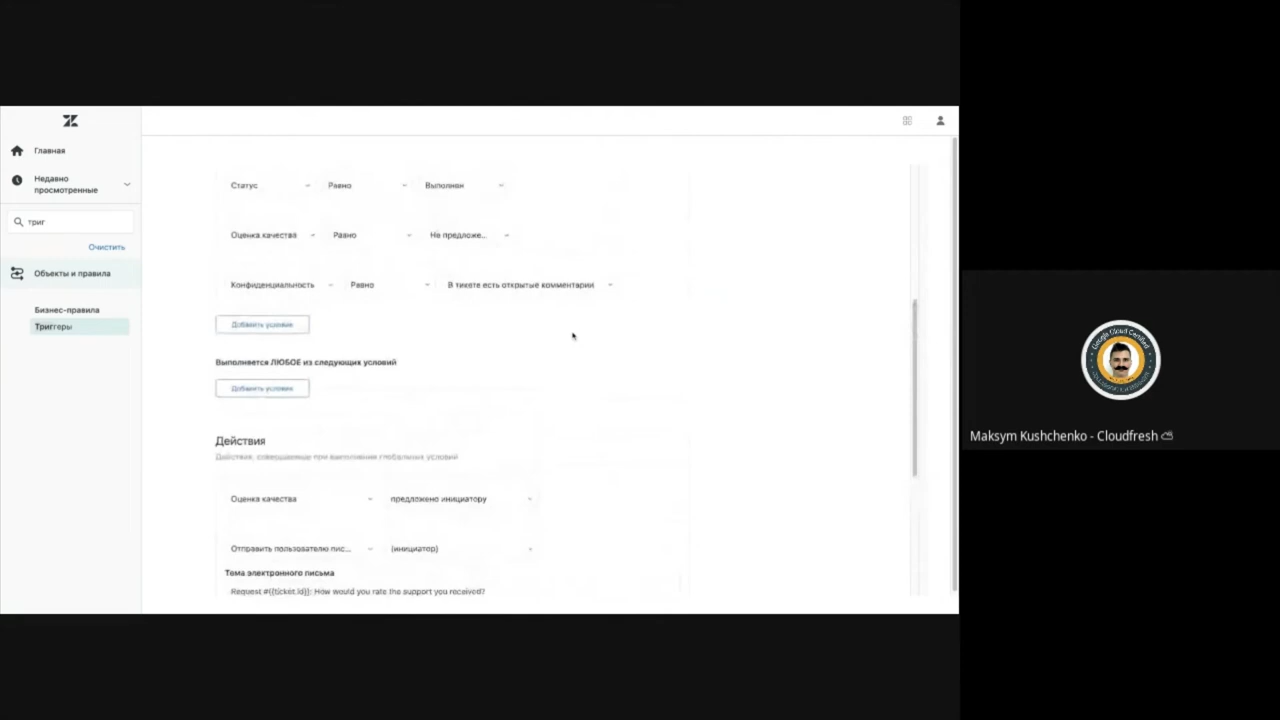 Главная
Недавно
просмотренные
триг
Очистить
Объекты и правила
Бизнес-правила
Триггеры
Статус Равно Выполнен
Оценка качества Равно Не предложе...
Конфиденциальность Равно В тикете есть открытые комментарии
Добавить условие
Выполняется ЛЮБОЕ из следующих условий
Добавить условие
Действия
Действия, совершаемые при выполнении глобальных условий
Оценка качества предложено инициатору
Отправить пользователю пис... (инициатор)
Тема электронного письма
Request #{{ticket.id}}: How would you rate the support you received?
Maksym Kushchenko - Cloudfresh